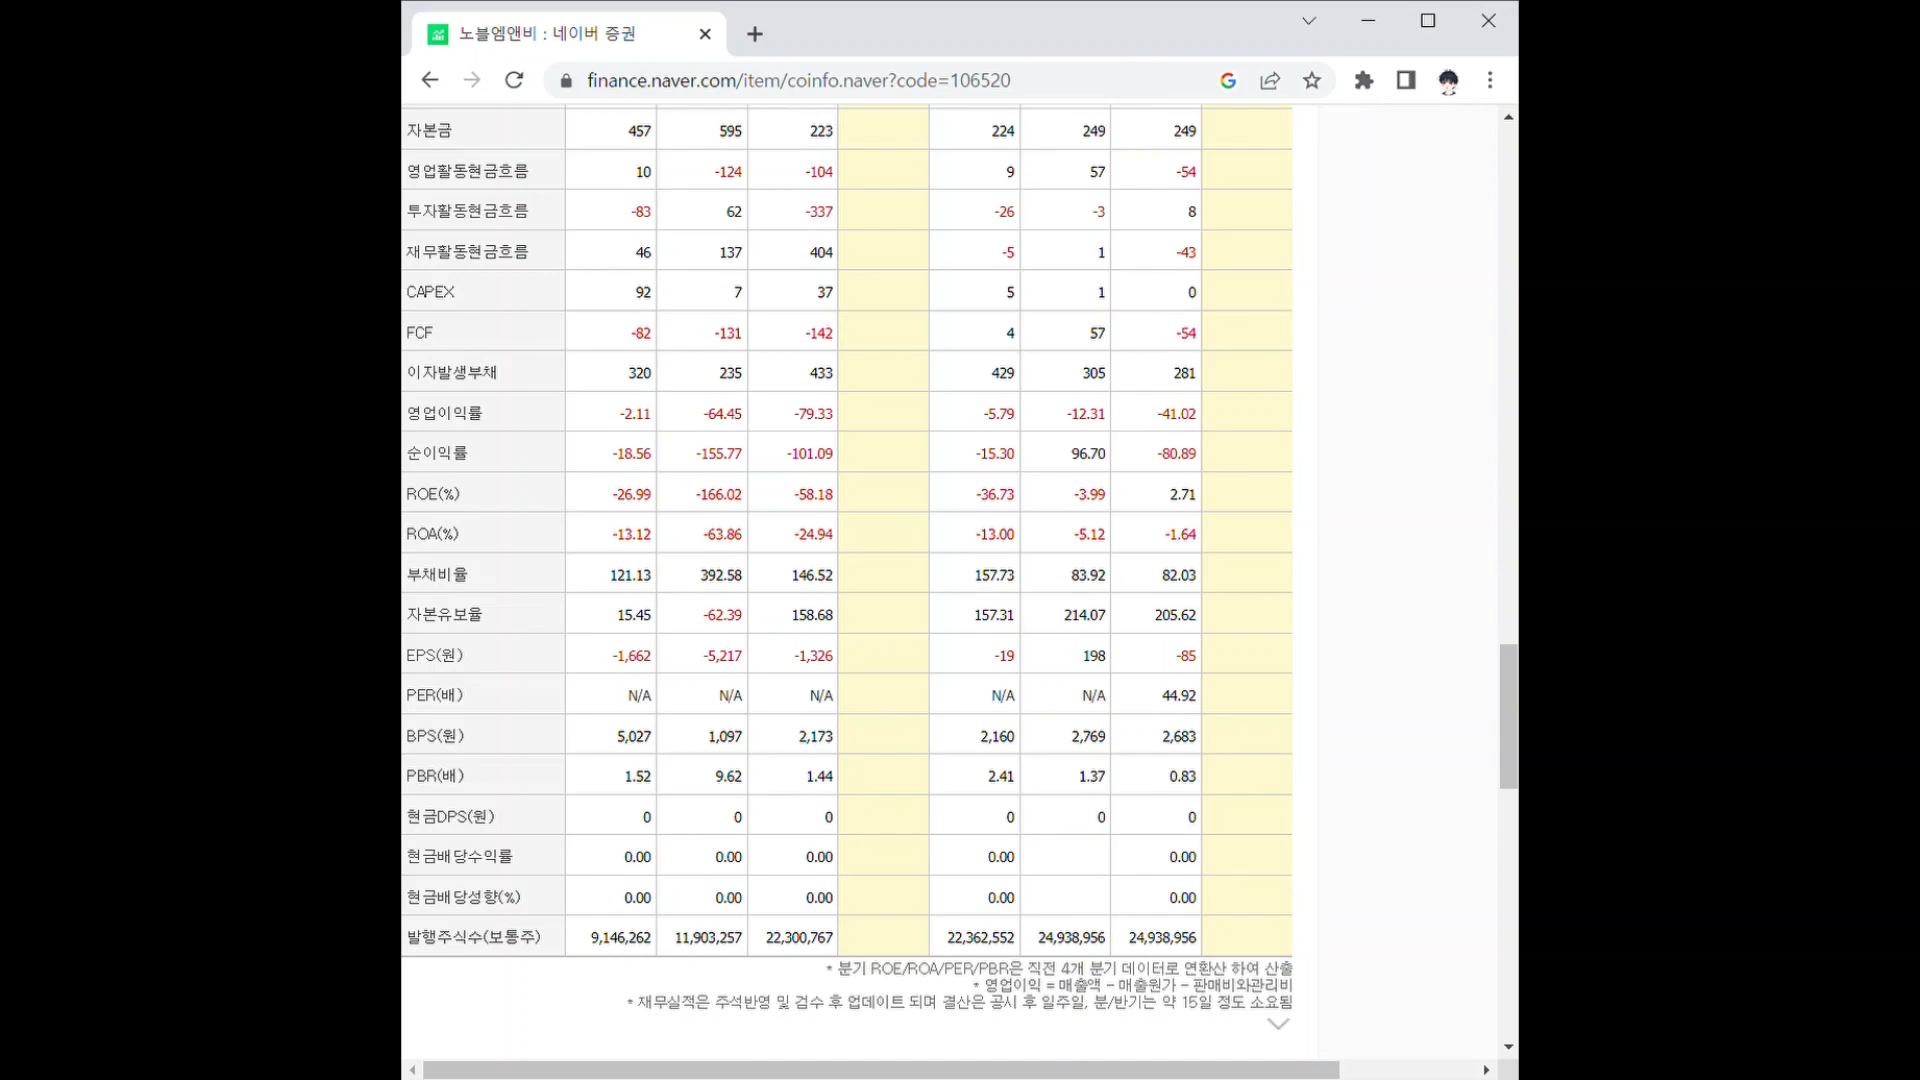 노블엠앤비 : 네이버 증권
finance.naver.com/item/coinfo.naver?code=106520
자본금 457 595 223 224 249 249
영업활동현금흐름 10 -124 -104 9 57 -54
투자활동현금흐름 -83 62 -337 -26 -3 8
재무활동현금흐름 46 137 404 -5 1 -43
CAPEX 92 7 37 5 1 0
FCF -82 -131 -142 4 57 -54
이자발생부채 320 235 433 429 305 281
영업이익률 -2.11 -64.45 -79.33 -5.79 -12.31 -41.02
순이익률 -18.56 -155.77 -101.09 -15.30 96.70 -80.89
ROE(%) -26.99 -166.02 -58.18 -36.73 -3.99 2.71
ROA(%) -13.12 -63.86 -24.94 -13.00 -5.12 -1.64
부채비율 121.13 392.58 146.52 157.73 83.92 82.03
자본유보율 15.45 -62.39 158.68 157.31 214.07 205.62
EPS(원) -1,662 -5,217 -1,326 -19 198 -85
PER(배) N/A N/A N/A N/A N/A 44.92
BPS(원) 5,027 1,097 2,173 2,160 2,769 2,683
PBR(배) 1.52 9.62 1.44 2.41 1.37 0.83
현금DPS(원) 0 0 0 0 0 0
현금배당수익률 0.00 0.00 0.00 0.00 0.00
현금배당성향(%) 0.00 0.00 0.00 0.00 0.00
발행주식수(보통주) 9,146,262 11,903,257 22,300,767 22,362,552 24,938,956 24,938,956
* 분기 ROE/ROA/PER/PBR은 직전 4개 분기 데이터로 연환산 하여 산출
* 영업이익 = 매출액 - 매출원가 - 판매비와관리비
* 재무실적은 주석반영 및 검수 후 업데이트 되며 결산은 공시 후 일주일, 분/반기는 약 15일 정도 소요됨